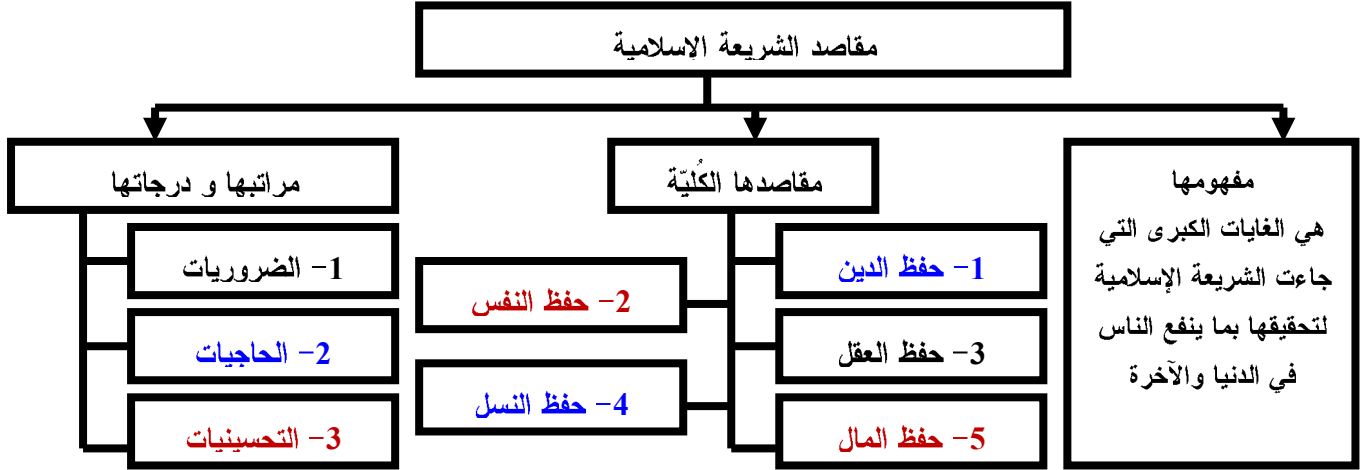 مقاصد الشريعة الإسلامية
مفهومها
هي الغايات الكبرى التي
جاءت الشريعة الإسلامية
لتحقيقها بما ينفع الناس
في الدنيا والآخرة
مقاصدها الكُليّة
1- حفظ الدين
2- حفظ النفس
3- حفظ العقل
4- حفظ النسل
5- حفظ المال
مراتبها و درجاتها
1- الضروريات
2- الحاجيات
3- التحسينيات